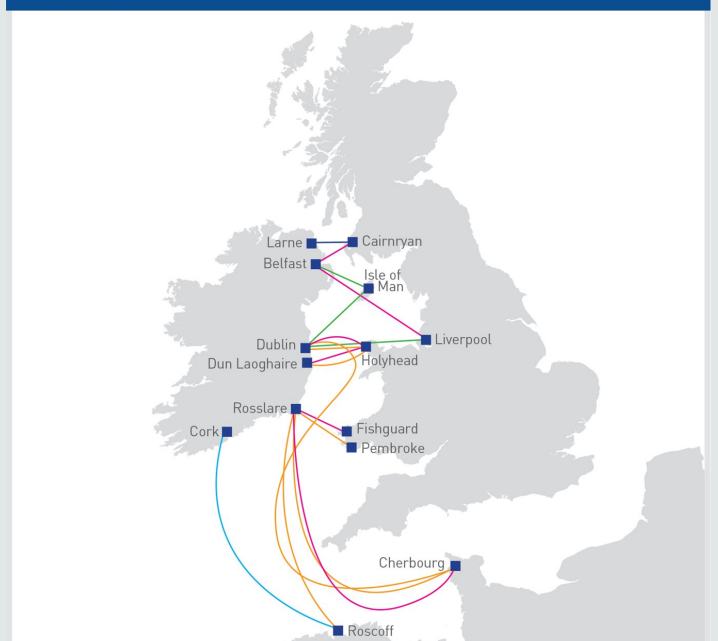 Larne
Cairnryan
Belfast
Isle of
Man
Dublin
Liverpool
Dun Laoghaire
Holyhead
Rosslare
Cork
Fishguard
Pembroke
Cherbourg
Roscoff